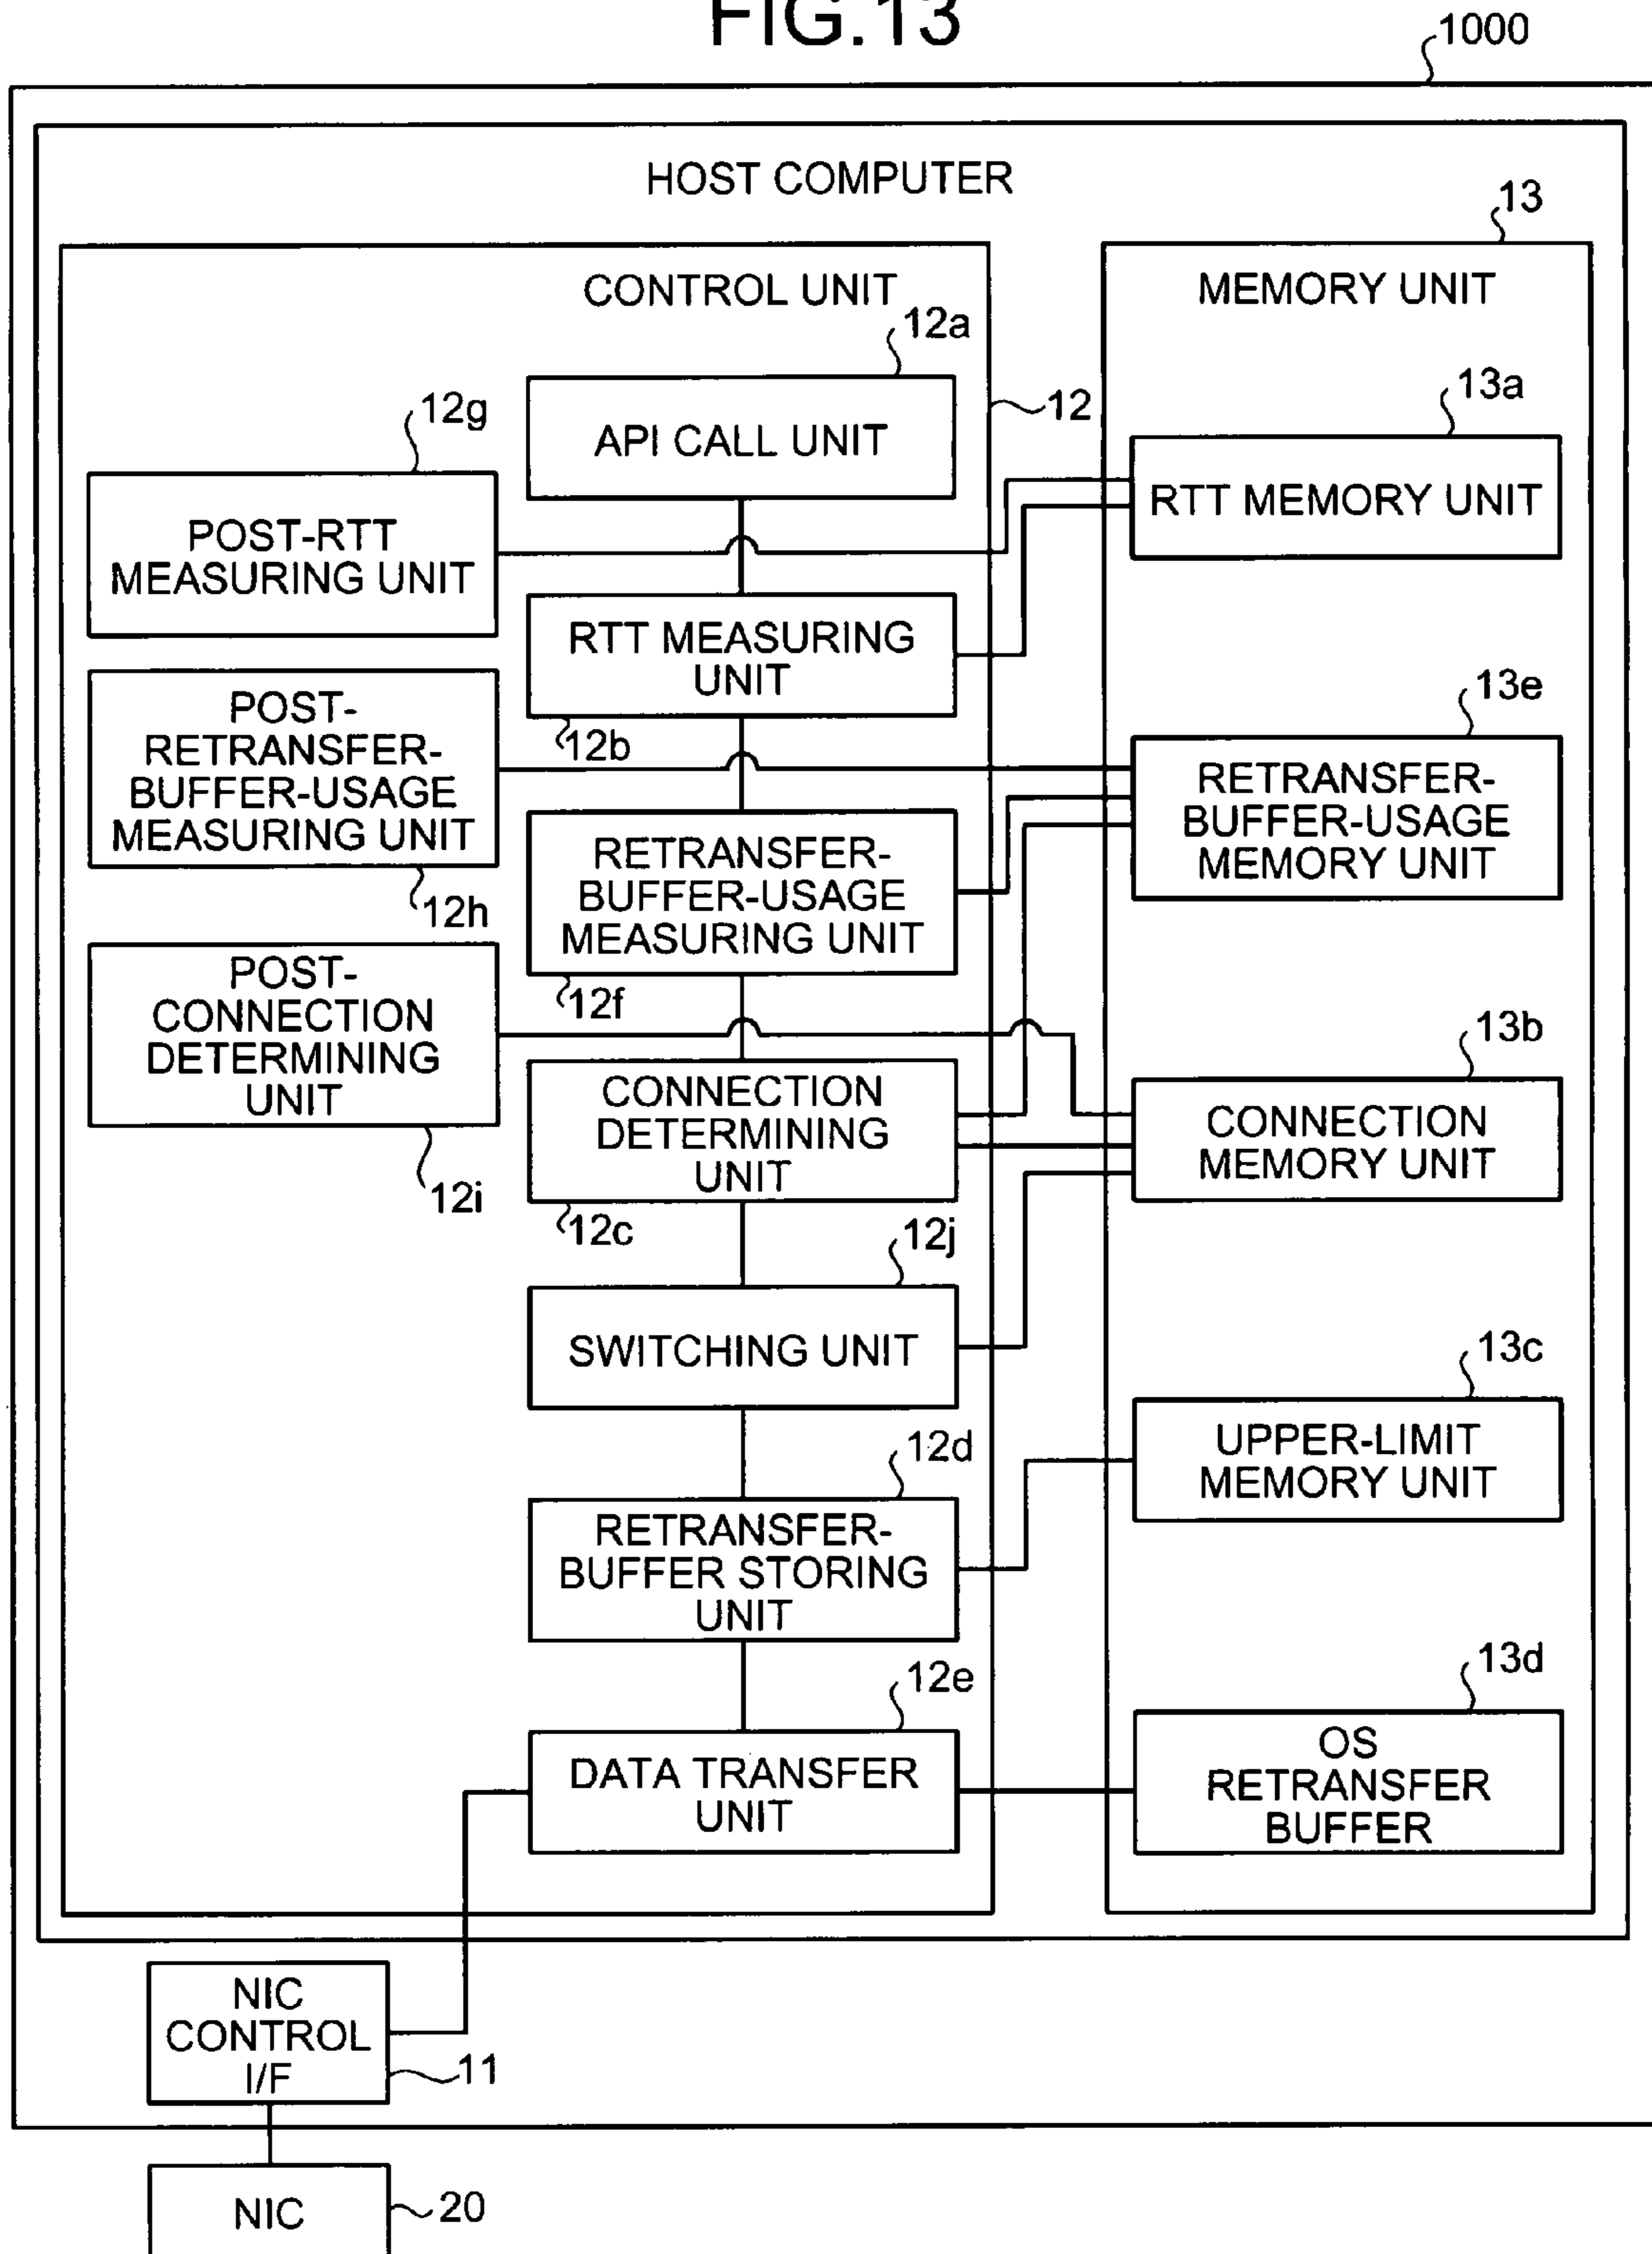 FIG.13
1000
HOST COMPUTER
13
CONTROL UNIT
MEMORY UNIT
12a
API CALL UNIT
12
12g
POST-RTT
MEASURING UNIT
13a
RTT MEMORY UNIT
RTT MEASURING
UNIT
12b
POST-
RETRANSFER-
BUFFER-USAGE
MEASURING UNIT
12h
13e
RETRANSFER-
BUFFER-USAGE
MEMORY UNIT
RETRANSFER-
BUFFER-USAGE
MEASURING UNIT
12f
POST-
CONNECTION
DETERMINING
UNIT
12i
13b
CONNECTION
MEMORY UNIT
CONNECTION
DETERMINING
UNIT
12c
12j
SWITCHING UNIT
13c
UPPER-LIMIT
MEMORY UNIT
12d
RETRANSFER-
BUFFER STORING
UNIT
13d
OS
RETRANSFER
BUFFER
12e
DATA TRANSFER
UNIT
NIC
CONTROL
I/F
11
NIC
20